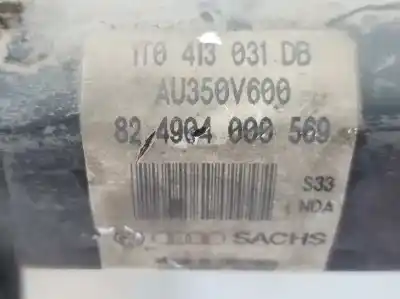 1T0 413 031 DB
AU350V600
82 4904 000 569
S33
NDA
SACHS